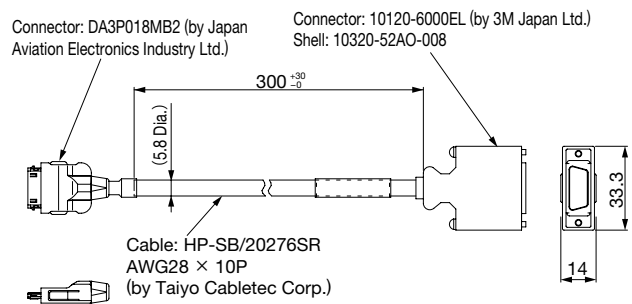 Connector: DA3P018MB2 (by Japan
Aviation Electronics Industry Ltd.)
Connector: 10120-6000EL (by 3M Japan Ltd.)
Shell: 10320-52AO-008
300 +30 −0
(5.8 Dia.)
33.3
14
Cable: HP-SB/20276SR
AWG28 × 10P
(by Taiyo Cabletec Corp.)